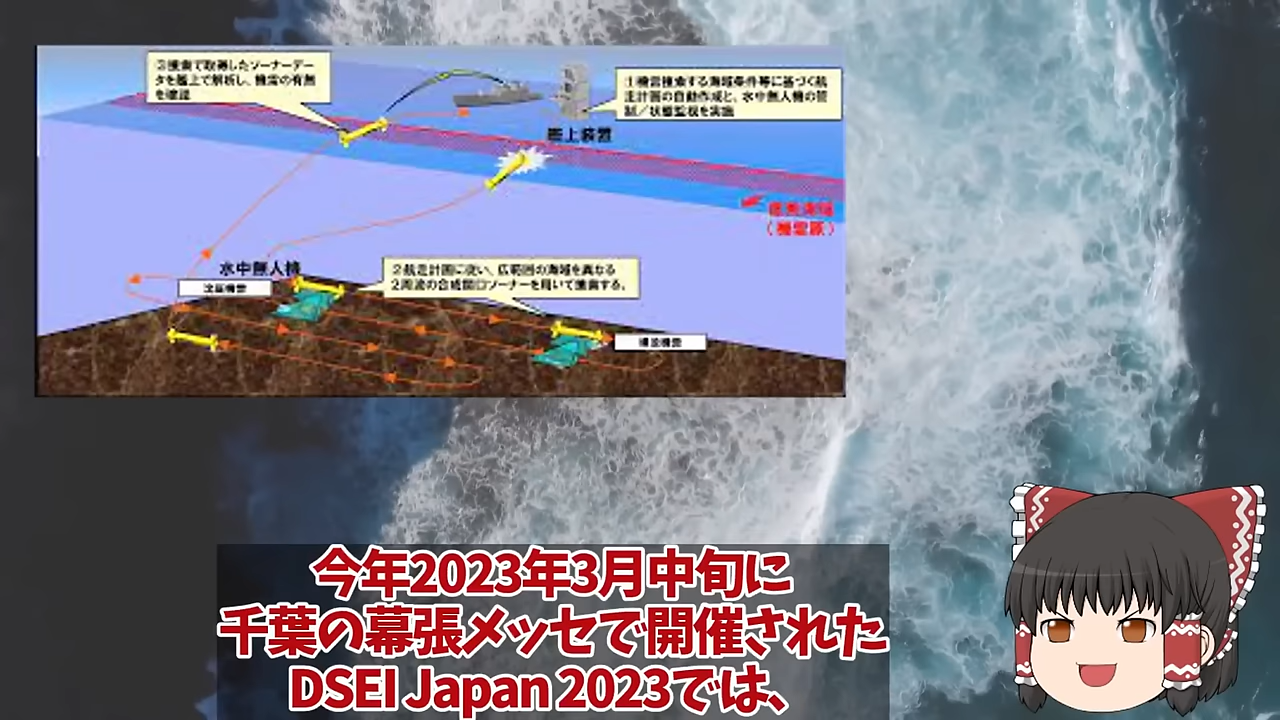 ③捜索で取得したソーナーデー
タを艦上で解析し、機雷の有無
を確認
①機雷捜索する海域条件等に基づく航
走計画の自動作成と、水中無人機の管
制/状態監視を実施
艦上装置
(機雷原)
水中無人機
②航走計画に従い、広範囲の海域を異なる
2周波の合成開口ソーナーを用いて捜索する。
沈底機雷
今年2023年3月中旬に
千葉の幕張メッセで開催された
DSEI Japan 2023では、